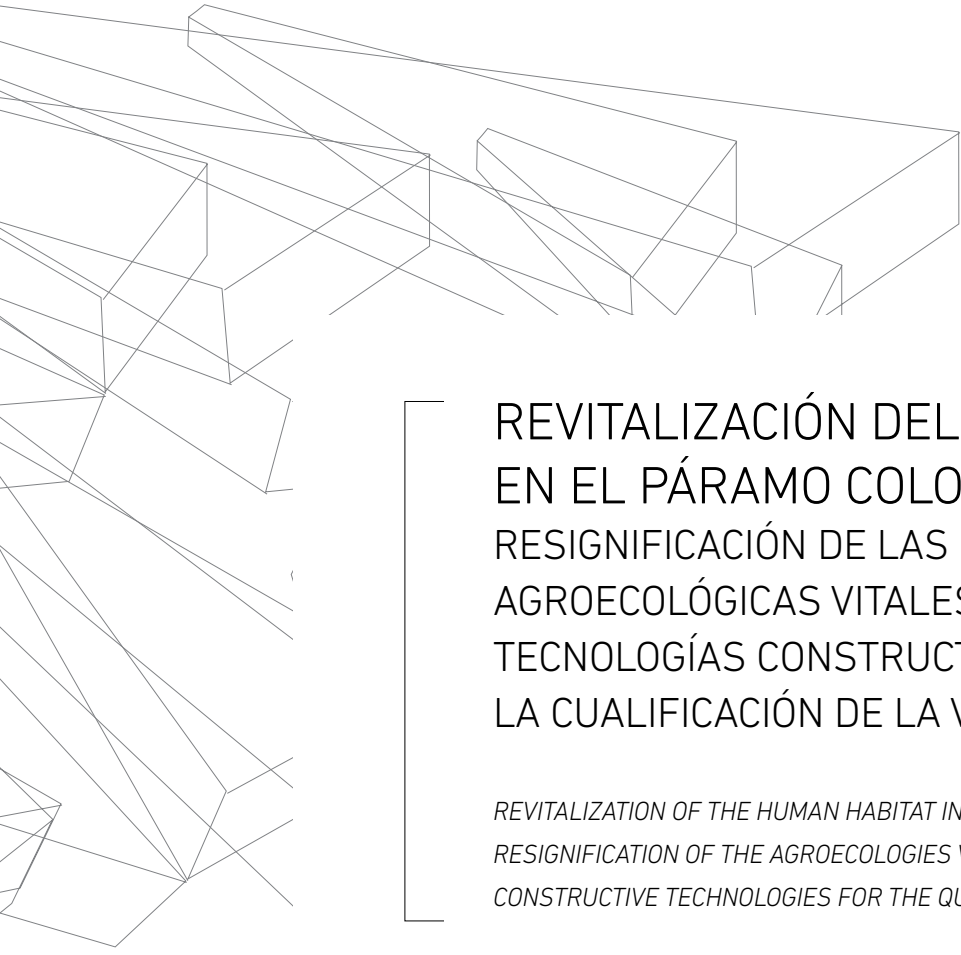 REVITALIZACIÓN DEL
EN EL PÁRAMO COLO
RESIGNIFICACIÓN DE LAS
AGROECOLÓGICAS VITALES
TECNOLOGÍAS CONSTRUCT
LA CUALIFICACIÓN DE LA V
REVITALIZATION OF THE HUMAN HABITAT IN
RESIGNIFICATION OF THE AGROECOLOGIES V
CONSTRUCTIVE TECHNOLOGIES FOR THE QU